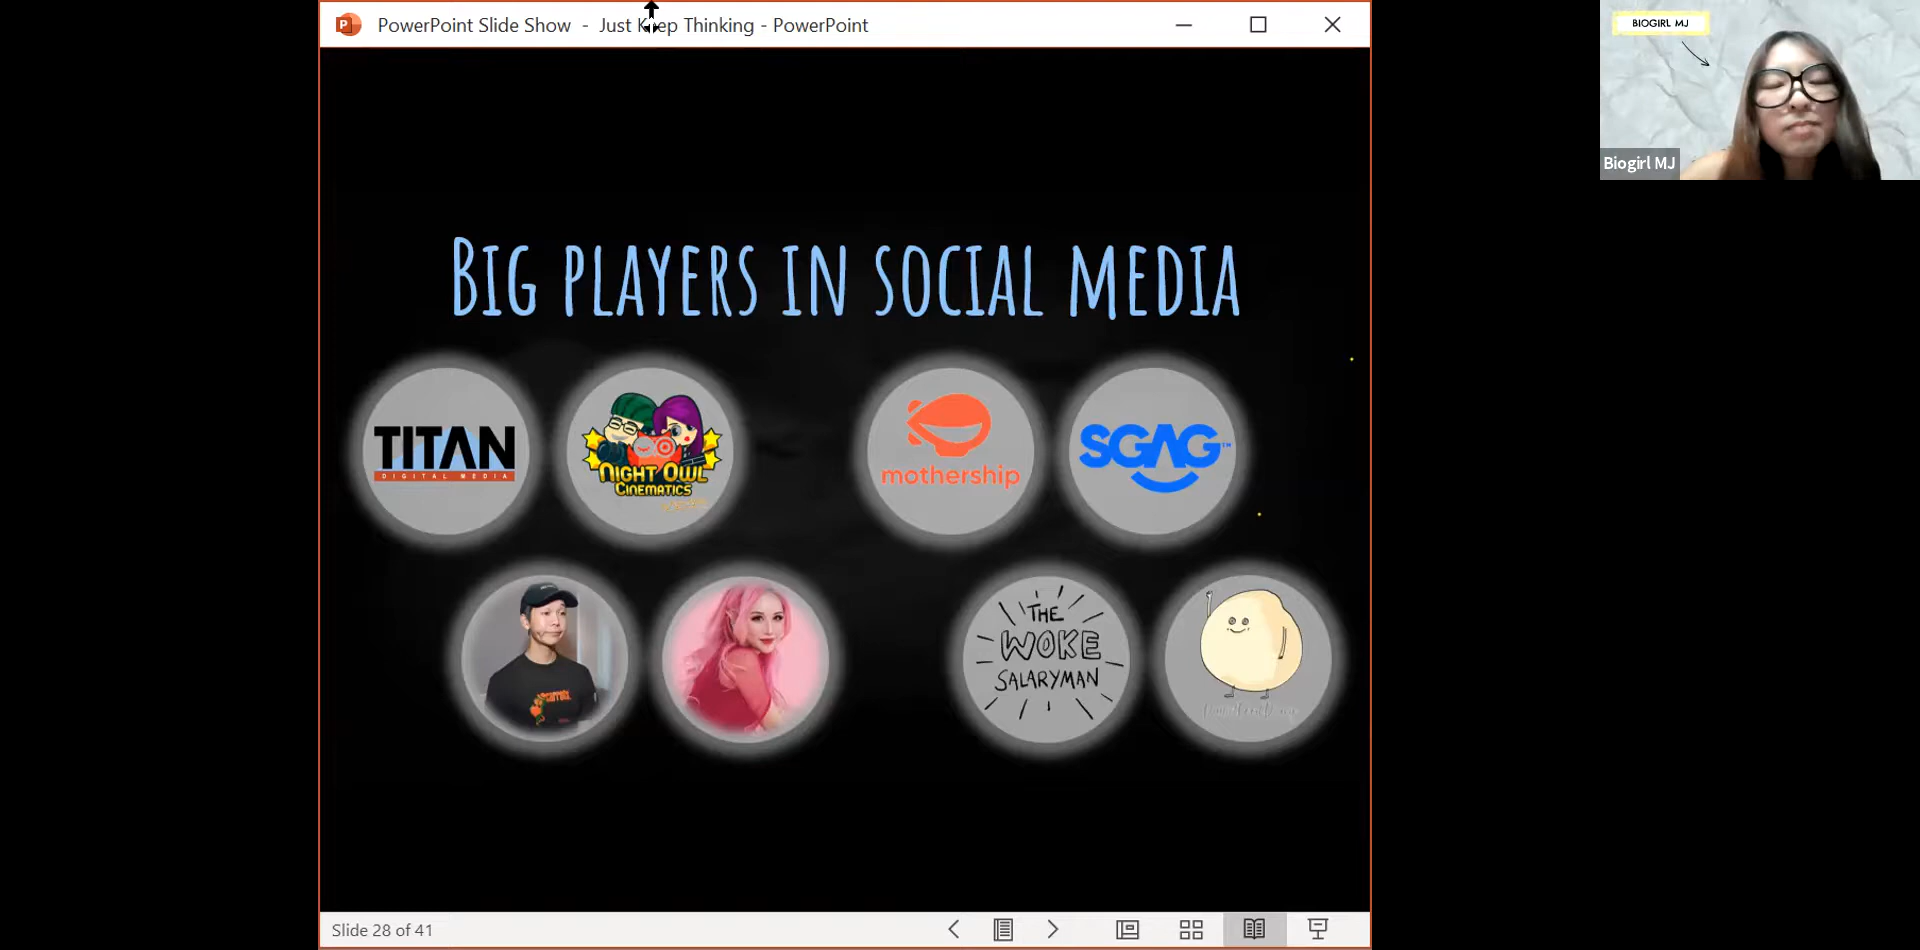 PowerPoint Slide Show - Just Keep Thinking - PowerPoint
BIOGIRL MJ
Biogirl MJ
BIG PLAYERS IN SOCIAL MEDIA
TITAN
DIGITAL MEDIA
NIGHT OWL
CINEMATICS
mothership
SGAG™
THE
WOKE
SALARYMAN
Slide 28 of 41